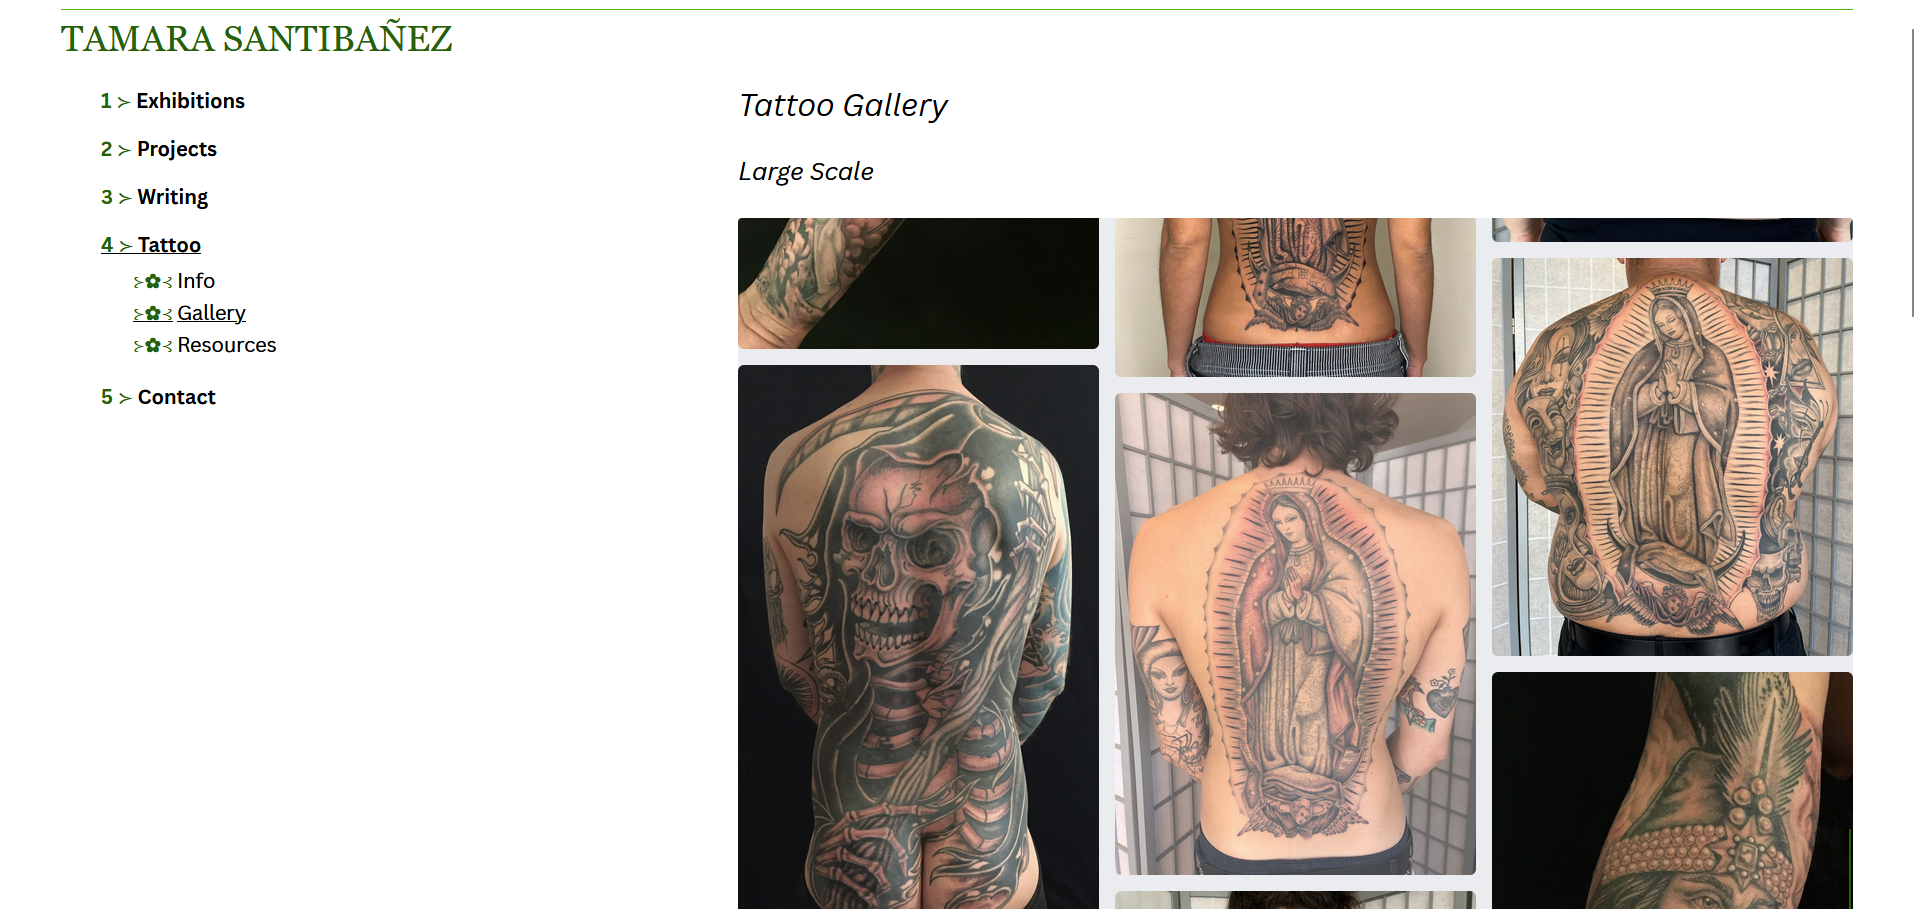 TAMARA SANTIBAÑEZ
1 ≻ Exhibitions
2 ≻ Projects
3 ≻ Writing
4 ≻ Tattoo
⊱✿⊰ Info
⊱✿⊰ Gallery
⊱✿⊰ Resources
5 ≻ Contact
Tattoo Gallery
Large Scale